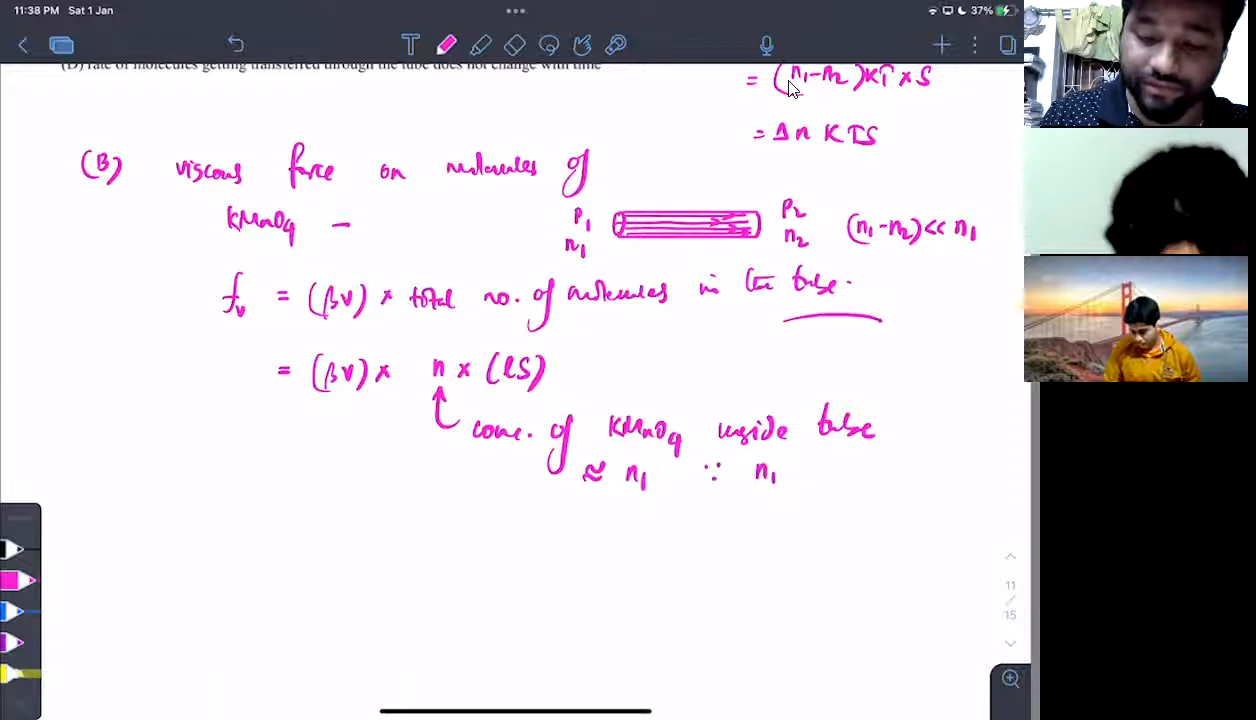 11:38 PM Sat 1 Jan
37%
(D) rate of molecules getting transferred through the tube does not change with time
= (n₁-n₂)KT × S
= Δn KTS
(B) viscous force on molecules of
KMnO₄ —
P₁
n₁
P₂
n₂
(n₁-n₂) << n₁
fᵥ = (βv) × total no. of molecules in the tube.
= (βv) × n × (lS)
conc. of KMnO₄ inside tube
≈ n₁ ∵ n₁
11
15